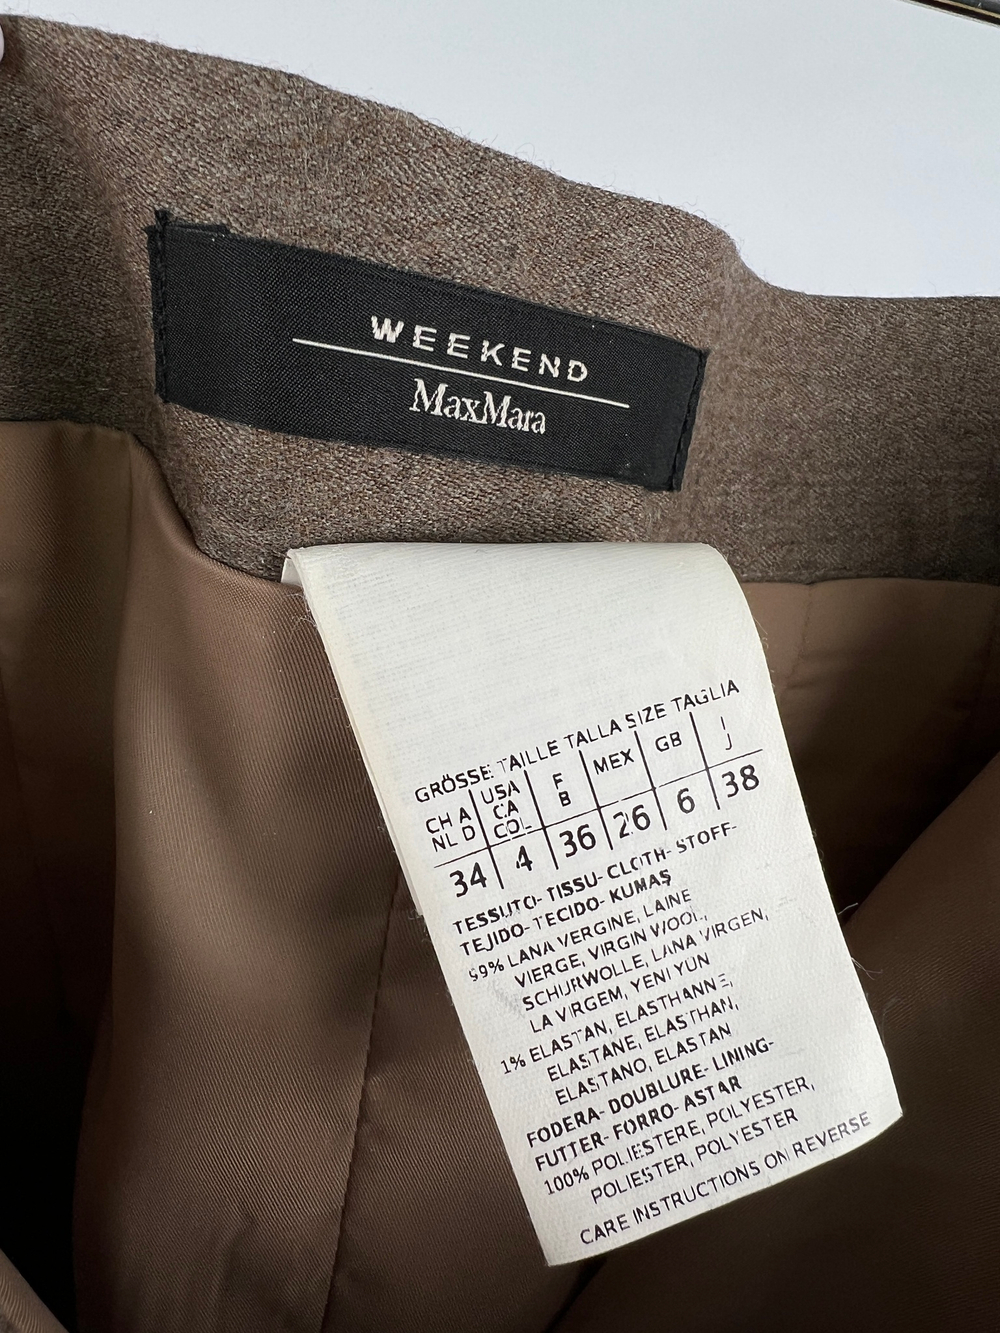 WEEKEND
MaxMara
GRÖSSE TAILLE TALLA SIZE TAGLIA
CH A NL D USA CA COL F B MEX GB I J
34 4 36 26 6 38
TESSUTO- TISSU- CLOTH- STOFF-
TEJIDO- TECIDO- KUMAŞ
99% LANA VERGINE, LAINE
VIERGE, VIRGIN WOOL,
SCHURWOLLE, LANA VIRGEN,
LA VIRGEM, YENI YUN
1% ELASTAN, ELASTHANNE,
ELASTANE, ELASTHAN,
ELASTANO, ELASTAN
FODERA- DOUBLURE- LINING-
FUTTER- FORRO- ASTAR
100% POLIESTERE, POLYESTER,
POLIESTER, POLYESTER
CARE INSTRUCTIONS ON REVERSE